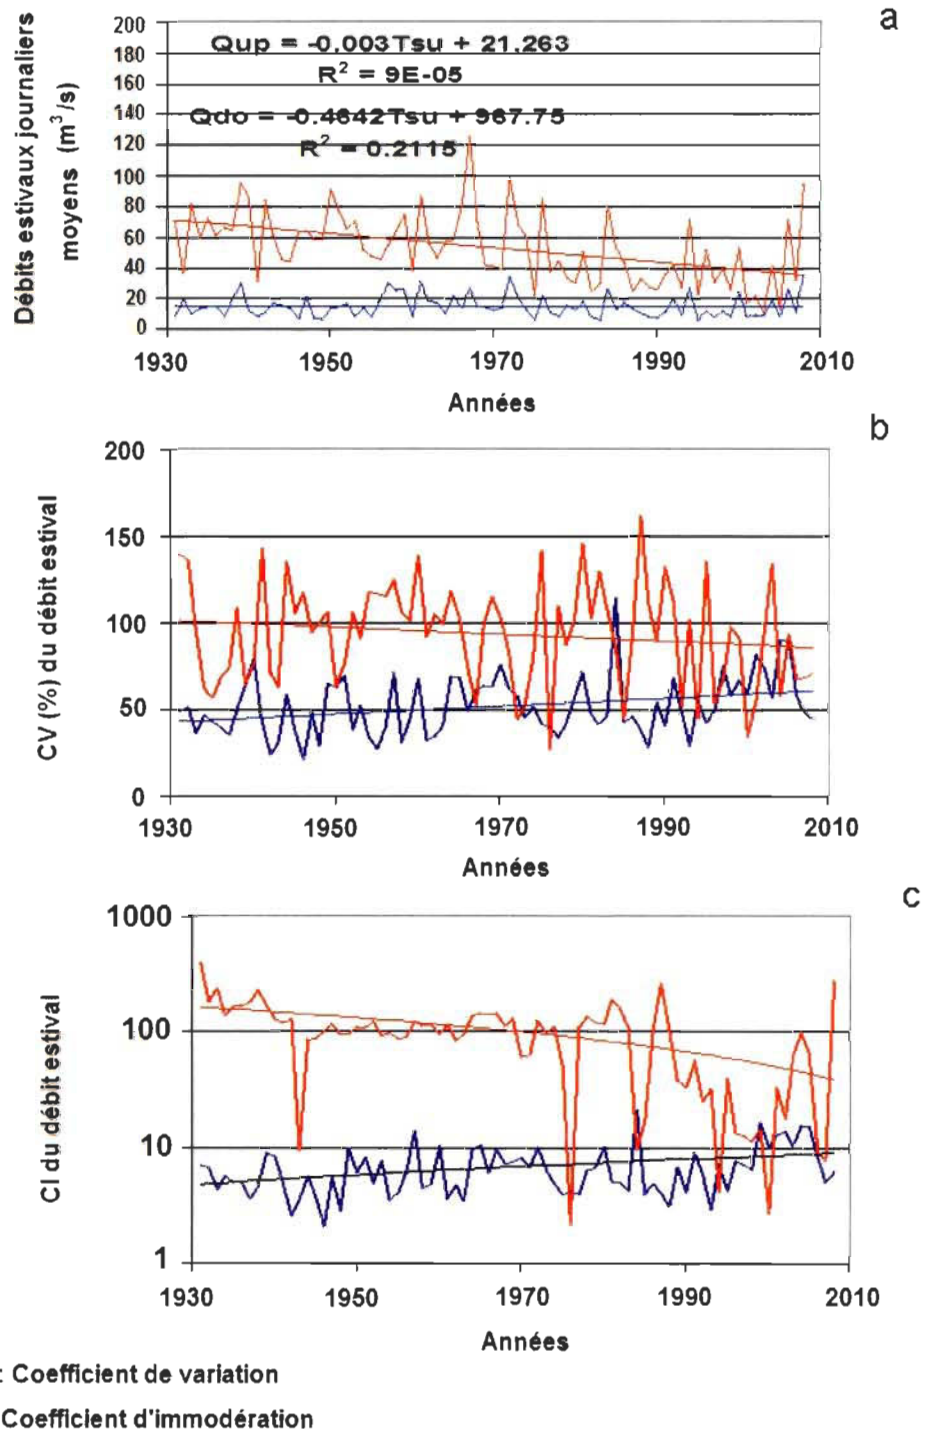 a
Débits estivaux journaliers
moyens (m³/s)
200
180
160
140
120
100
80
60
40
20
0
Qup = -0.003Tsu + 21.263
R² = 9E-05
Qdo = -0.4642Tsu + 967.75
R² = 0.2115
1930 1950 1970 1990 2010
Années
b
CV (%) du débit estival
200
150
100
50
0
1930 1950 1970 1990 2010
Années
c
CI du débit estival
1000
100
10
1
1930 1950 1970 1990 2010
Années
: Coefficient de variation
Coefficient d'immodération